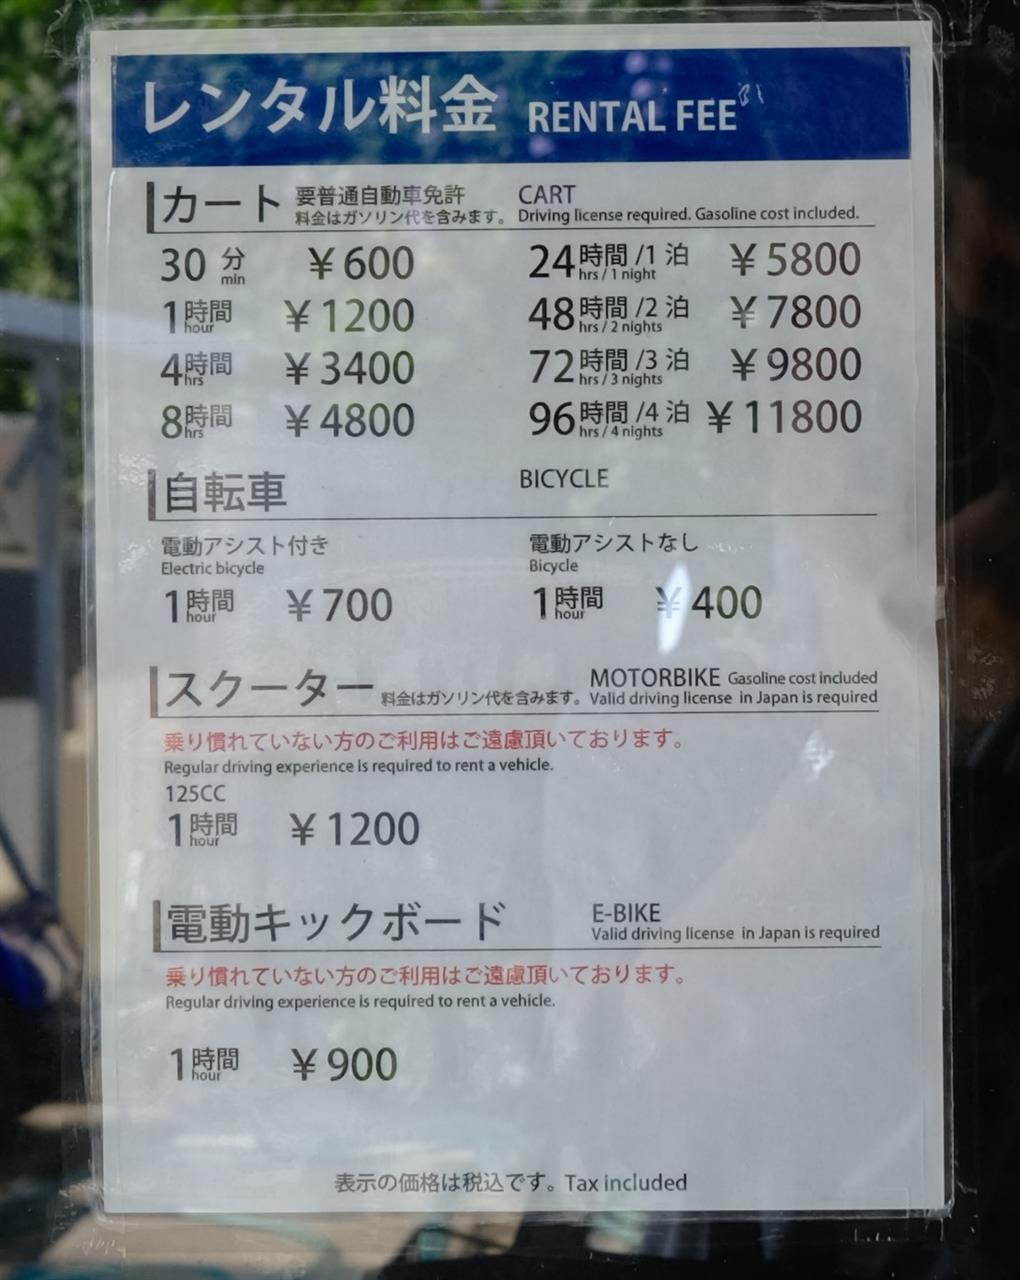 レンタル料金 RENTAL FEE
カート 要普通自動車免許 CART
料金はガソリン代を含みます。 Driving license required. Gasoline cost included.
30分 min ¥600 24時間/1泊 hrs/1 night ¥5800
1時間 hour ¥1200 48時間/2泊 hrs/2 nights ¥7800
4時間 hrs ¥3400 72時間/3泊 hrs/3 nights ¥9800
8時間 hrs ¥4800 96時間/4泊 hrs/4 nights ¥11800
自転車 BICYCLE
電動アシスト付き 電動アシストなし
Electric bicycle Bicycle
1時間 hour ¥700 1時間 hour ¥400
スクーター 料金はガソリン代を含みます。 MOTORBIKE Gasoline cost included
Valid driving license in Japan is required
乗り慣れていない方のご利用はご遠慮頂いております。
Regular driving experience is required to rent a vehicle.
125CC
1時間 hour ¥1200
電動キックボード E-BIKE
Valid driving license in Japan is required
乗り慣れていない方のご利用はご遠慮頂いております。
Regular driving experience is required to rent a vehicle.
1時間 hour ¥900
表示の価格は税込です。Tax included